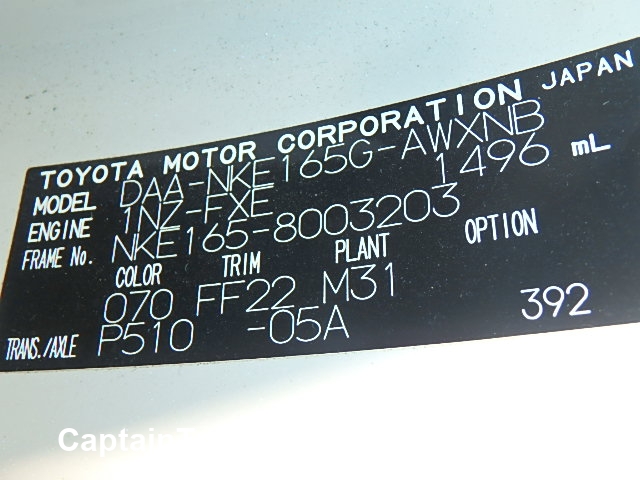 TOYOTA MOTOR CORPORATION JAPAN
MODEL DAA-NKE165G-AWXNB
ENGINE 1NZ-FXE 1496 mL
FRAME No. NKE165-8003203
COLOR TRIM PLANT OPTION
070 FF22 M31
TRANS./AXLE P510 -05A 392